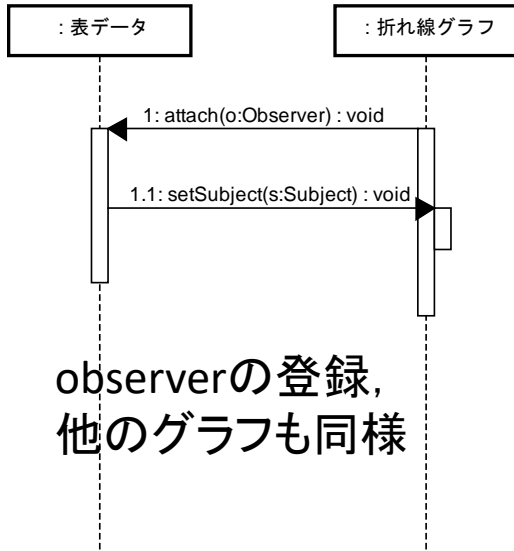 : 表データ
: 折れ線グラフ
1: attach(o:Observer) : void
1.1: setSubject(s:Subject) : void
observerの登録,
他のグラフも同様